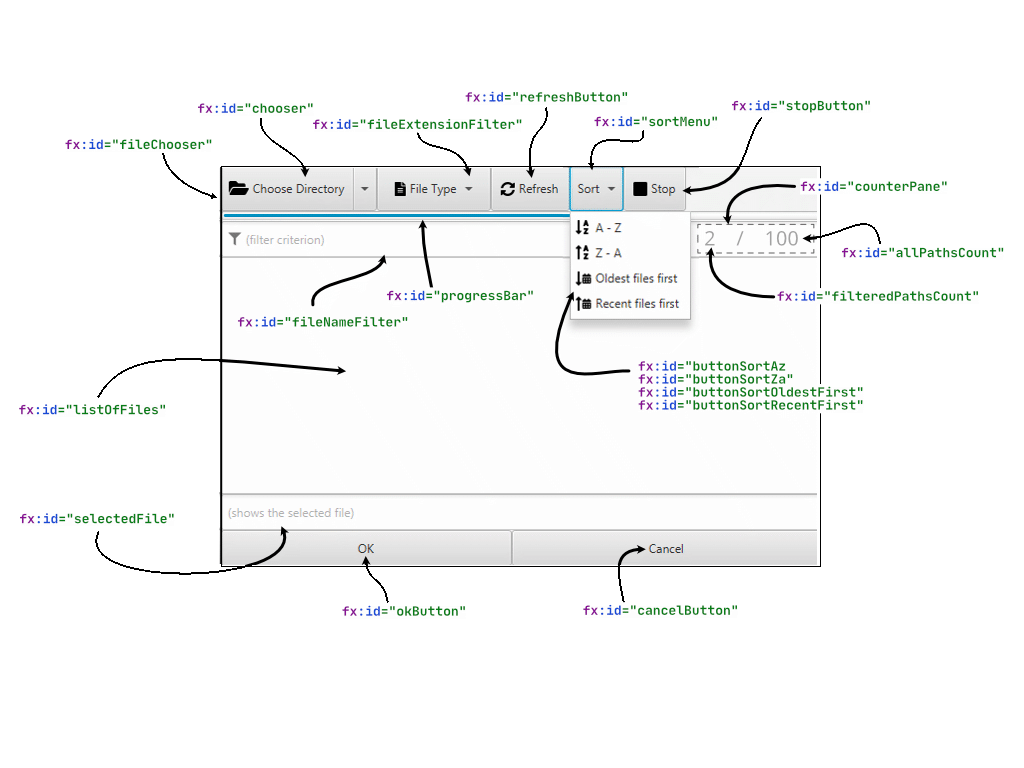 fx:id="refreshButton"
fx:id="chooser"
fx:id="stopButton"
fx:id="fileExtensionFilter"
fx:id="sortMenu"
fx:id="fileChooser"
Choose Directory
File Type
Refresh
Sort
Stop
fx:id="counterPane"
(filter criterion)
A - Z
2 / 100
Z - A
fx:id="allPathsCount"
Oldest files first
fx:id="progressBar"
fx:id="filteredPathsCount"
Recent files first
fx:id="fileNameFilter"
fx:id="buttonSortAz
fx:id="buttonSortZa"
fx:id="buttonSortOldestFirst"
fx:id="buttonSortRecentFirst"
fx:id="listOfFiles"
(shows the selected file)
fx:id="selectedFile"
OK
Cancel
fx:id="okButton"
fx:id="cancelButton"